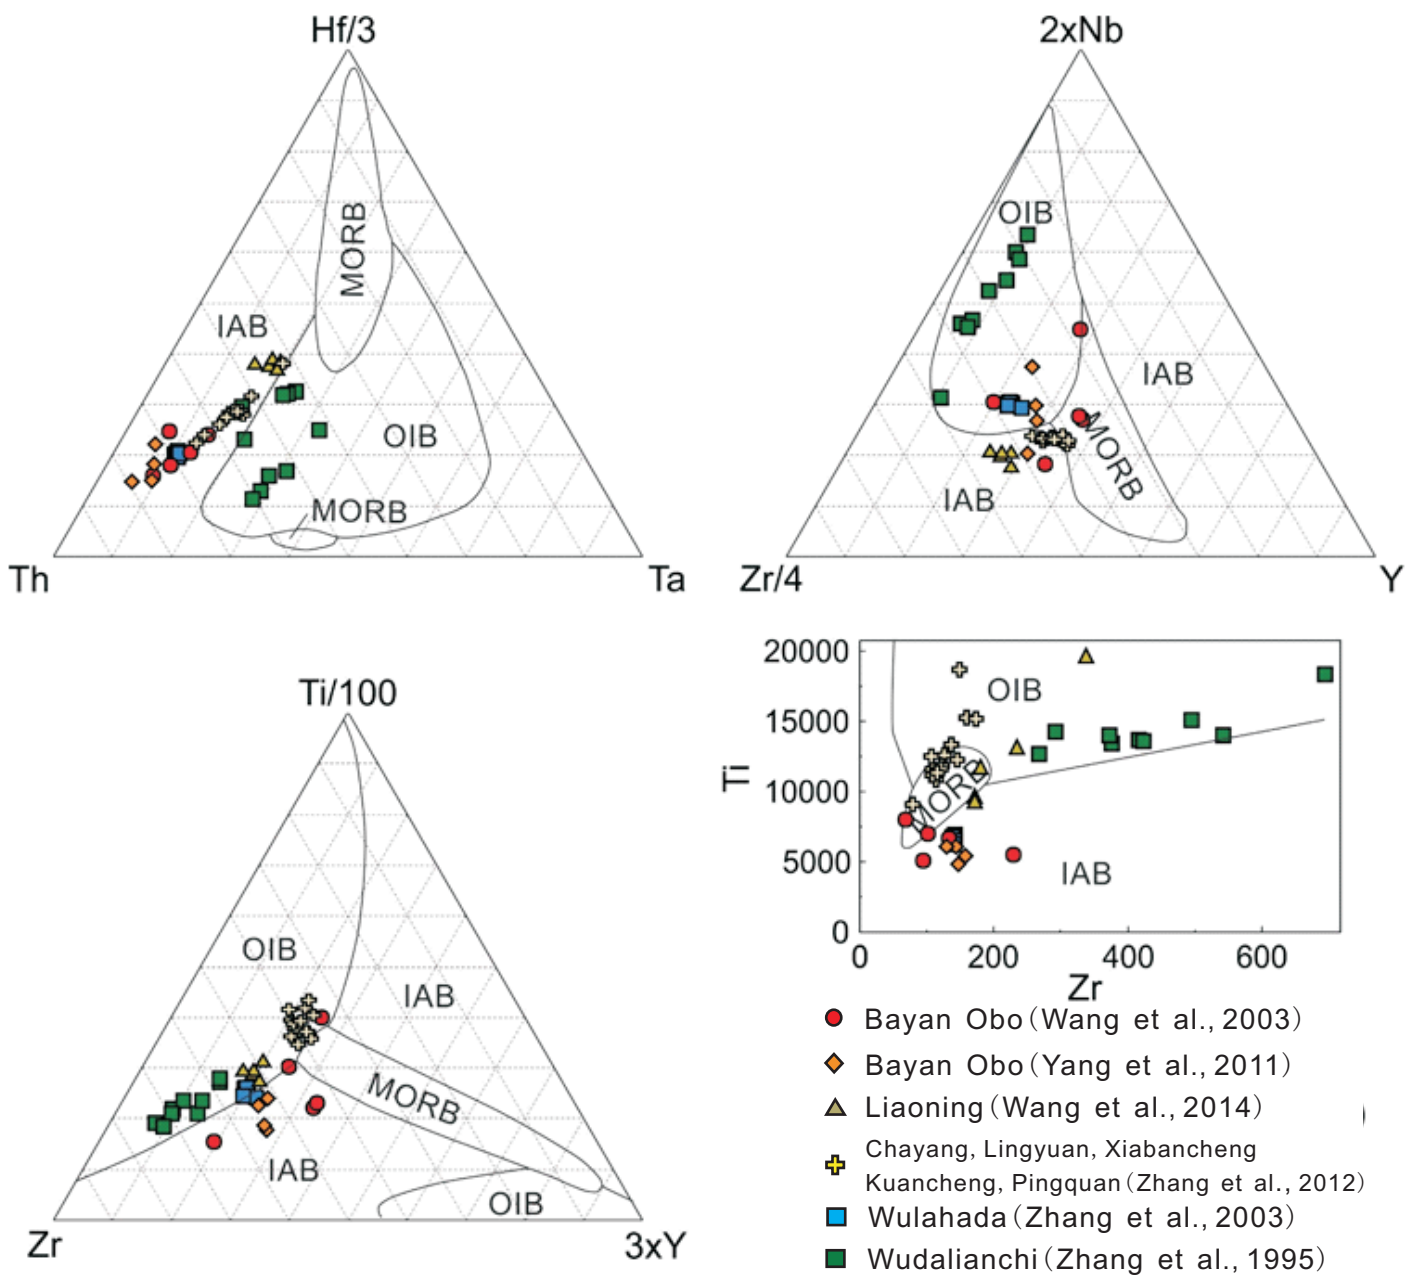 Hf/3
MORB
IAB
OIB
MORB
Th
Ta
2xNb
OIB
IAB
MORB
IAB
Zr/4
Y
Ti/100
OIB
IAB
MORB
IAB
OIB
Zr
3xY
20000
15000
10000
5000
0
Ti
OIB
MORB
IAB
0
200
400
600
Zr
Bayan Obo(Wang et al., 2003)
Bayan Obo(Yang et al., 2011)
Liaoning(Wang et al., 2014)
)
Chayang, Lingyuan, Xiabancheng
Kuancheng, Pingquan(Zhang et al., 2012)
Wulahada(Zhang et al., 2003)
Wudalianchi(Zhang et al., 1995)